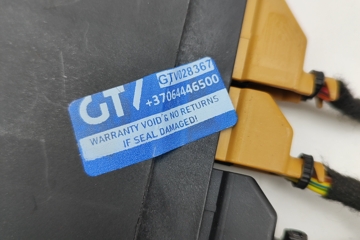 GTV
GTV028367
+37064446500
WARRANTY VOID's NO RETURNS
IF SEAL DAMAGED!